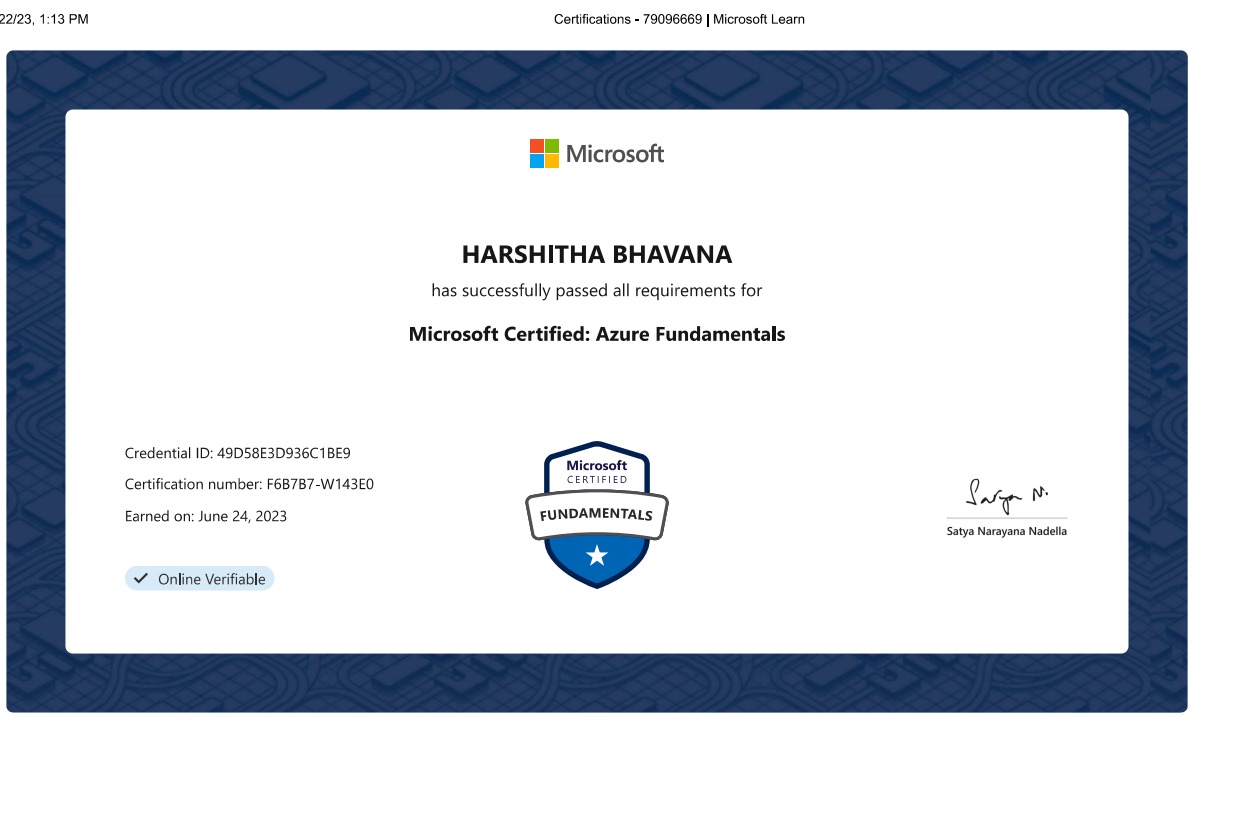 22/23, 1:13 PM
Certifications - 79096669 | Microsoft Learn
Microsoft
HARSHITHA BHAVANA
has successfully passed all requirements for
Microsoft Certified: Azure Fundamentals
Credential ID: 49D58E3D936C1BE9
Certification number: F6B7B7-W143E0
Earned on: June 24, 2023
Online Verifiable
Microsoft
CERTIFIED
FUNDAMENTALS
Satya N.
Satya Narayana Nadella